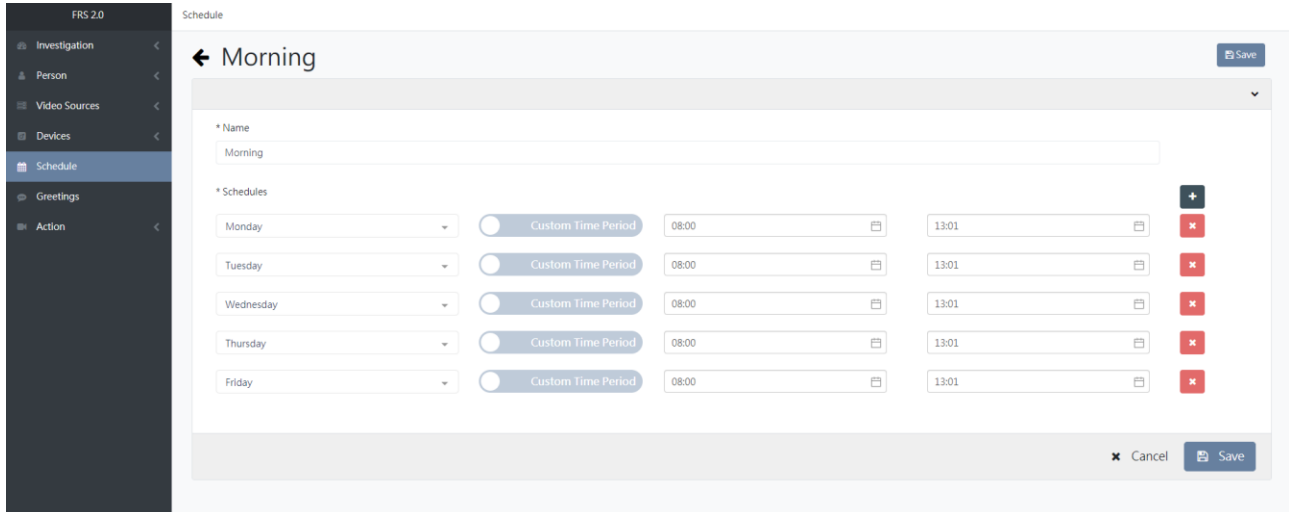 FRS 2.0
Schedule
Investigation
Person
Video Sources
Devices
Schedule
Greetings
Action
Morning
Save
* Name
Morning
* Schedules
Monday Custom Time Period 08:00 13:01
Tuesday Custom Time Period 08:00 13:01
Wednesday Custom Time Period 08:00 13:01
Thursday Custom Time Period 08:00 13:01
Friday Custom Time Period 08:00 13:01
Cancel Save